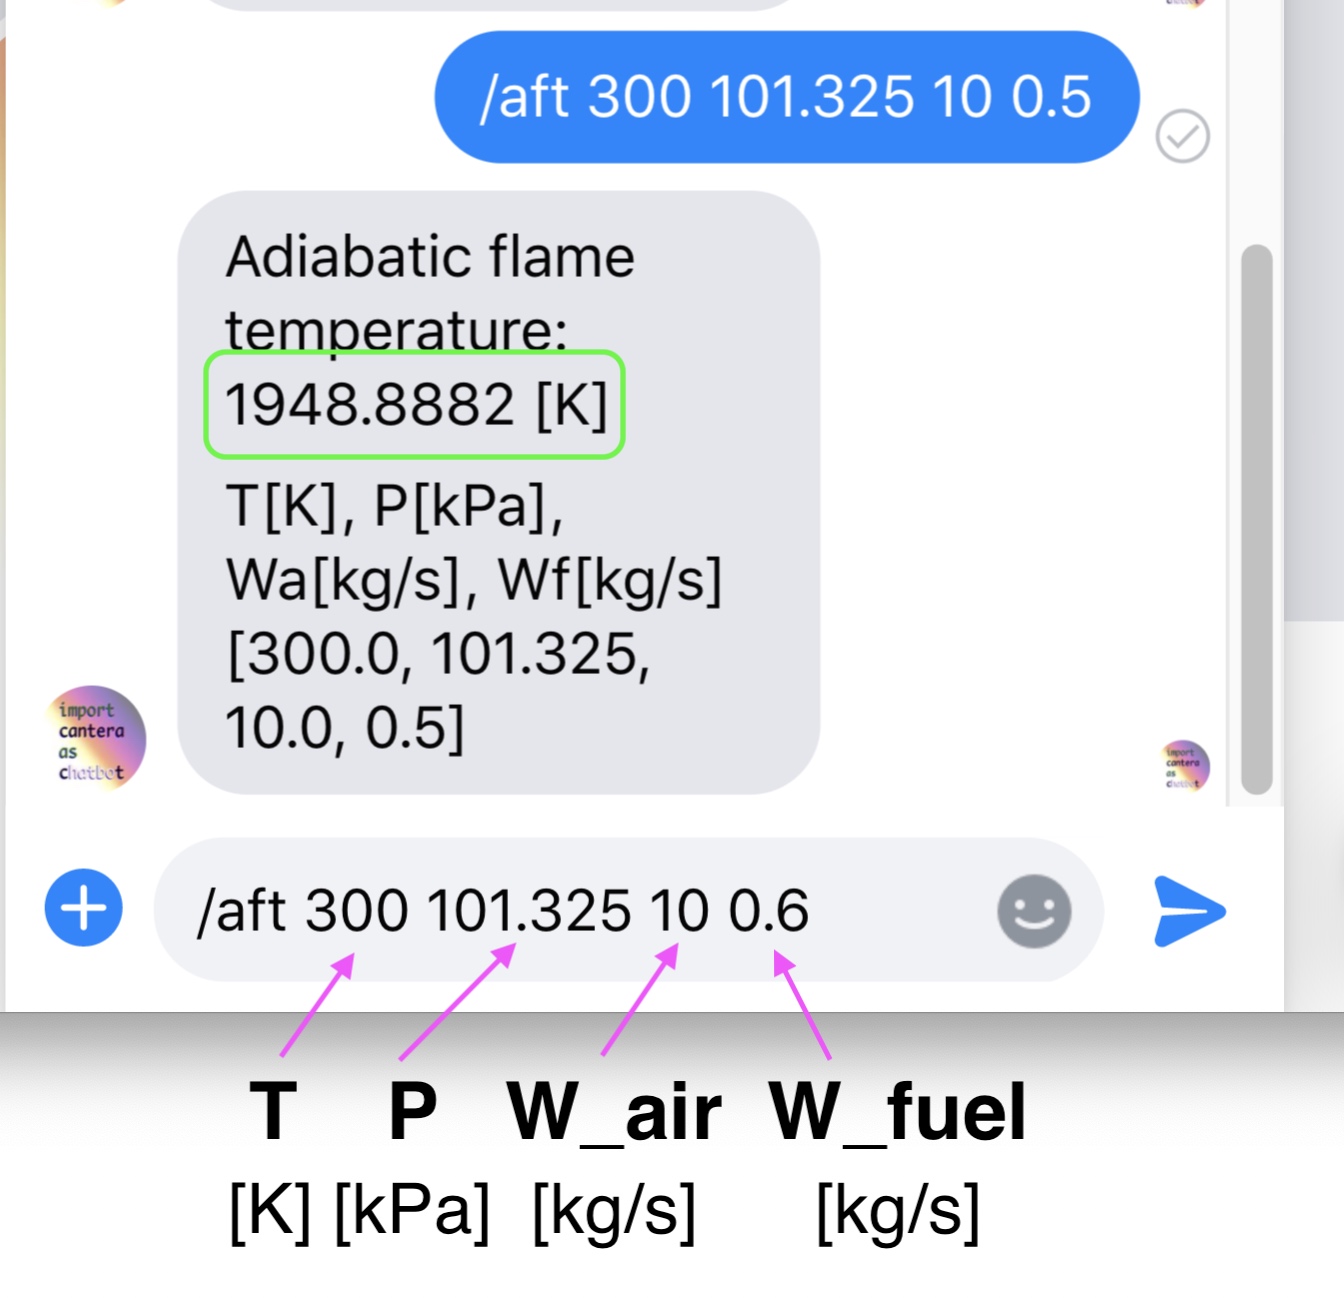 /aft 300 101.325 10 0.5
Adiabatic flame
temperature:
1948.8882 [K]
T[K], P[kPa],
Wa[kg/s], Wf[kg/s]
[300.0, 101.325,
10.0, 0.5]
import
cantera
as
chatbot
import
cantera
as
chatbot
/aft 300 101.325 10 0.6
T P W_air W_fuel
[K] [kPa] [kg/s] [kg/s]